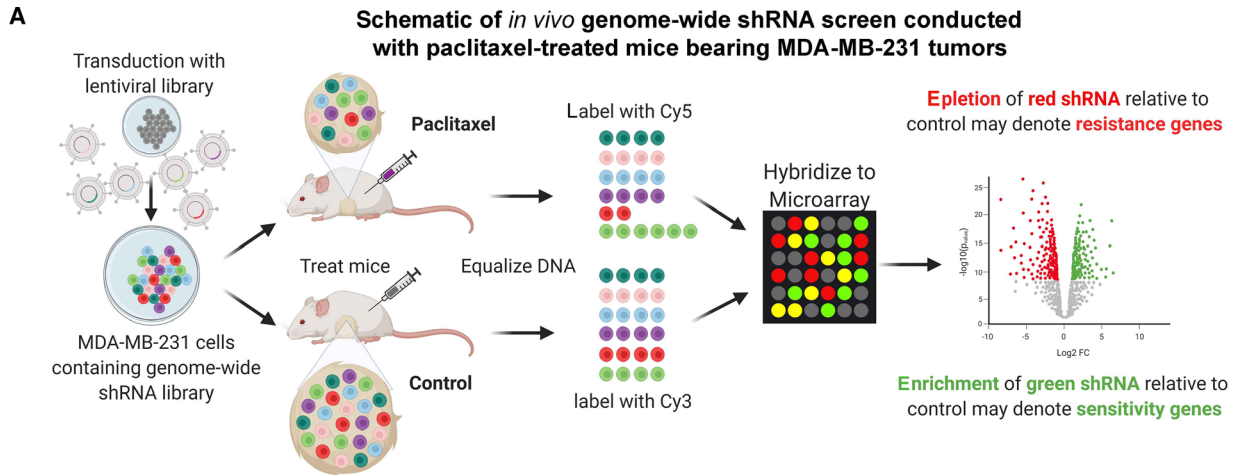 A
Schematic of in vivo genome-wide shRNA screen conducted
with paclitaxel-treated mice bearing MDA-MB-231 tumors
Transduction with
lentiviral library
MDA-MB-231 cells
containing genome-wide
shRNA library
Paclitaxel
Treat mice
Control
Equalize DNA
Label with Cy5
label with Cy3
Hybridize to
Microarray
Epletion of red shRNA relative to
control may denote resistance genes
-log10(pvalue)
25
20
15
10
5
0
-10
-5
0
5
10
Log2 FC
Enrichment of green shRNA relative to
control may denote sensitivity genes